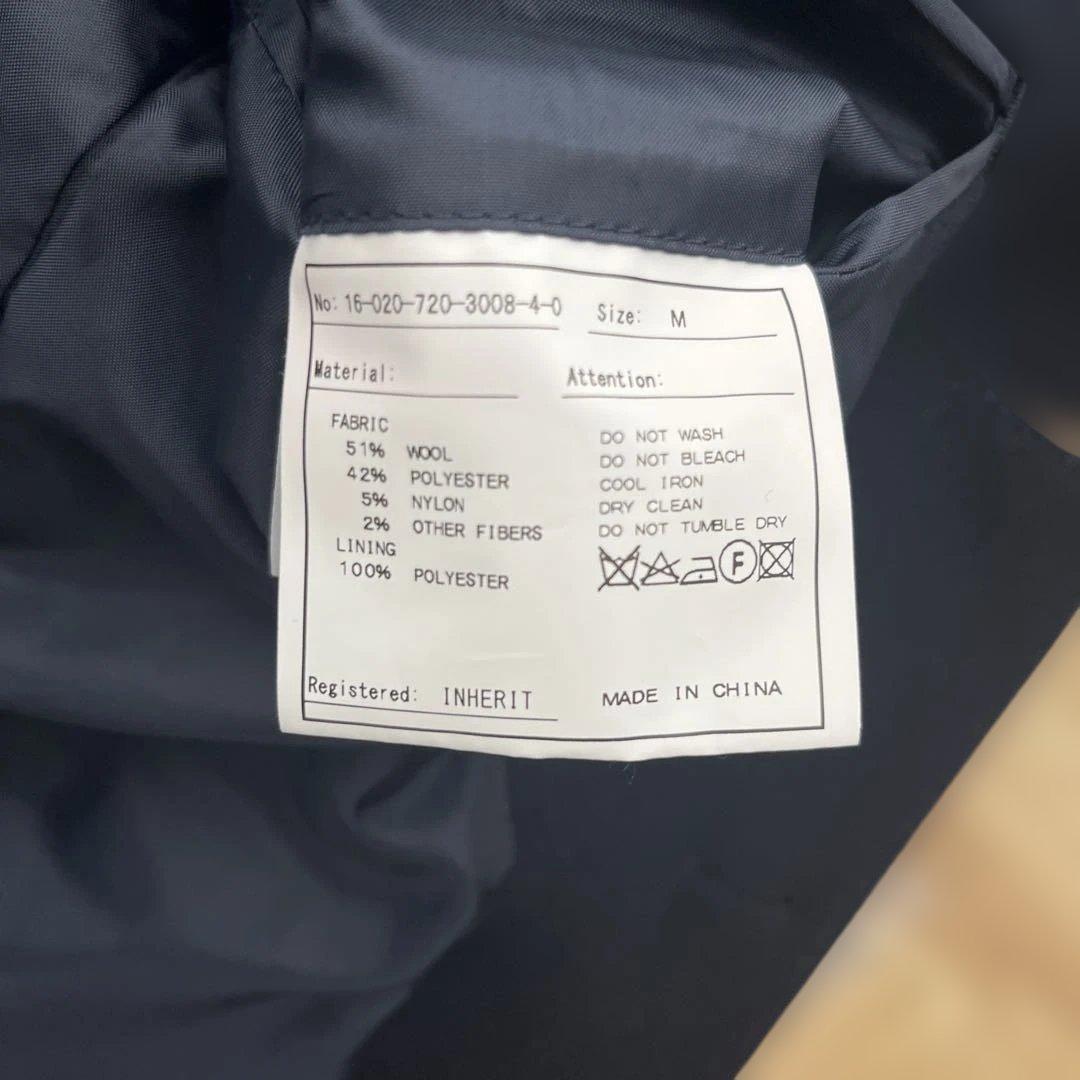 No: 16-020-720-3008-4-0
Size: M
Material:
FABRIC
51% WOOL
42% POLYESTER
5% NYLON
2% OTHER FIBERS
LINING
100% POLYESTER
Attention:
DO NOT WASH
DO NOT BLEACH
COOL IRON
DRY CLEAN
DO NOT TUMBLE DRY
F
Registered: INHERIT
MADE IN CHINA